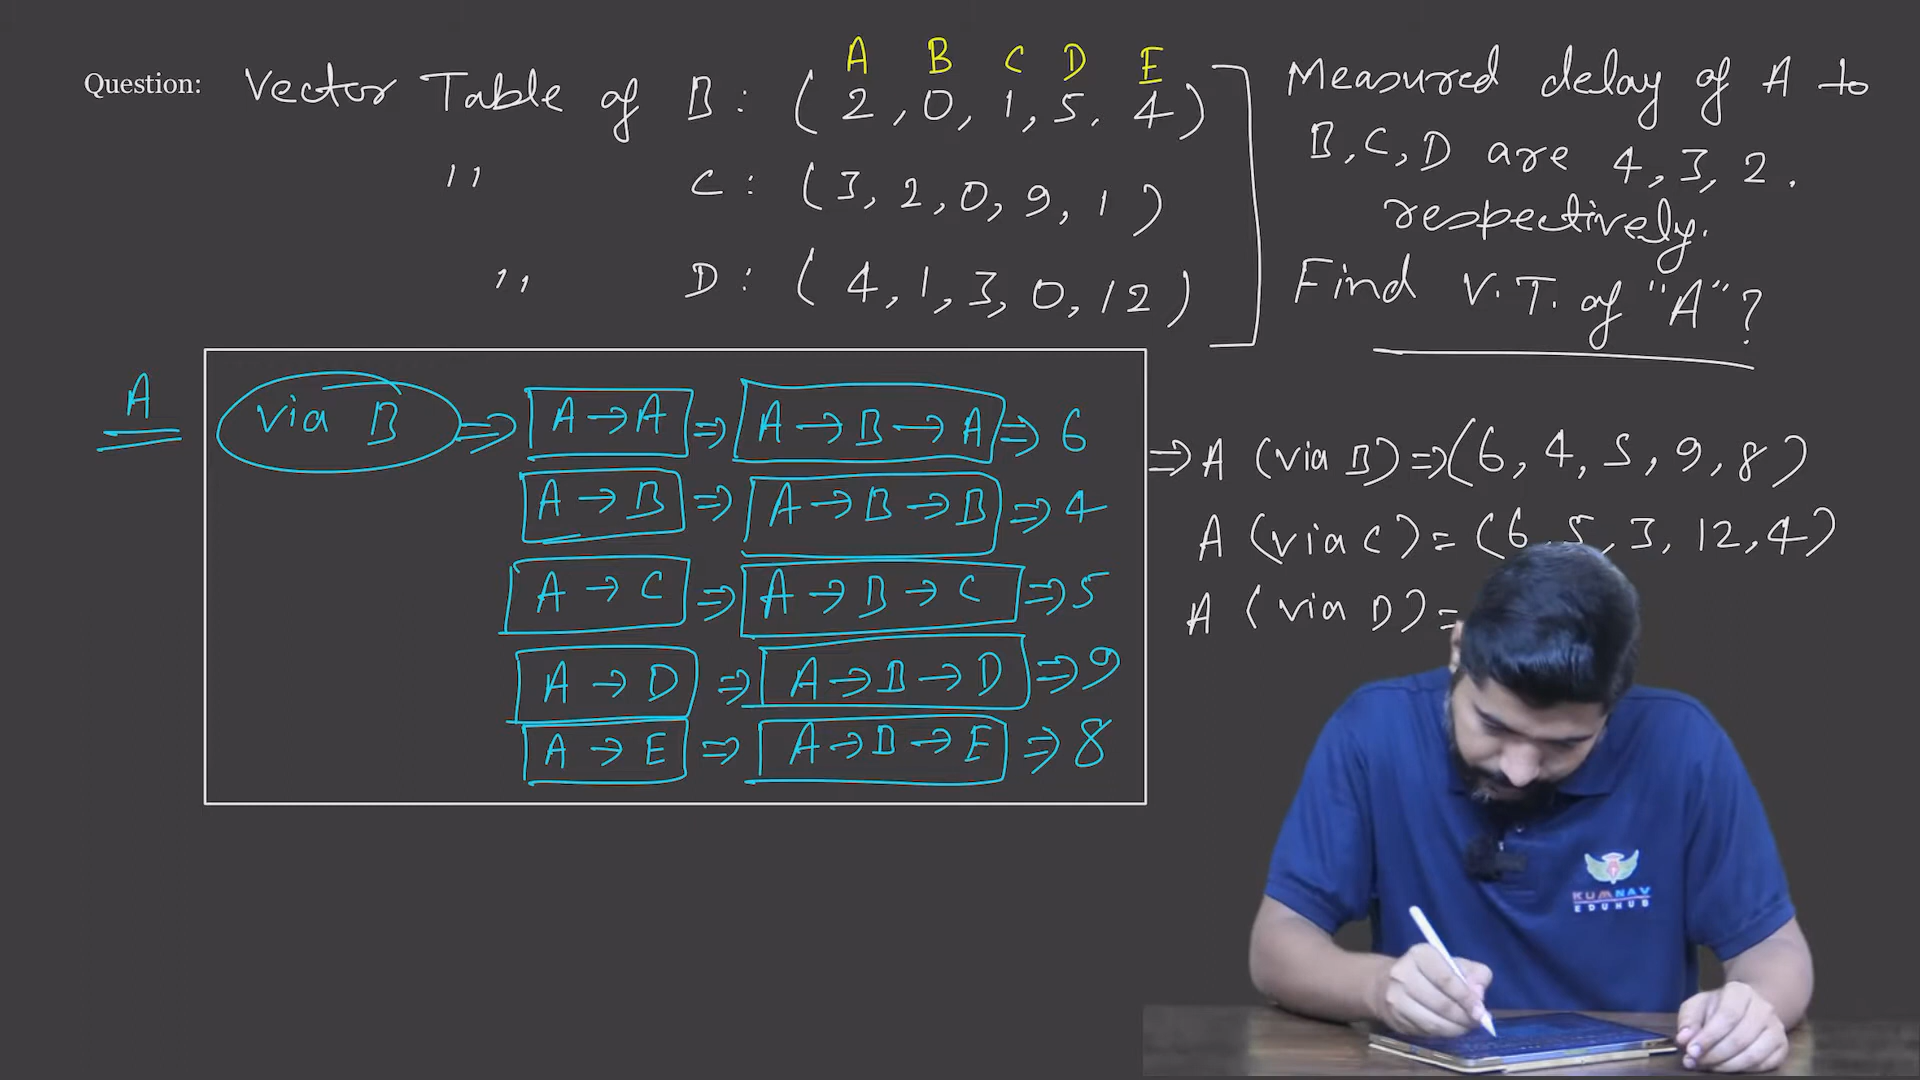 Question: Vector Table of B: (2, 0, 1, 5, 4)
A B C D E
" C: (3, 2, 0, 9, 1)
" D: (4, 1, 3, 0, 12)
Measured delay of A to
B, C, D are 4, 3, 2.
respectively.
Find V.T. of "A"?
A
via B ⇒ A → A ⇒ A → B → A ⇒ 6
A → B ⇒ A → B → B ⇒ 4
A → C ⇒ A → B → C ⇒ 5
A → D ⇒ A → B → D ⇒ 9
A → E ⇒ A → B → E ⇒ 8
⇒ A (via B) ⇒ (6, 4, 5, 9, 8)
A (via C) = (6, 5, 3, 12, 4)
A (via D) =
KUMNAV
EDUHUB